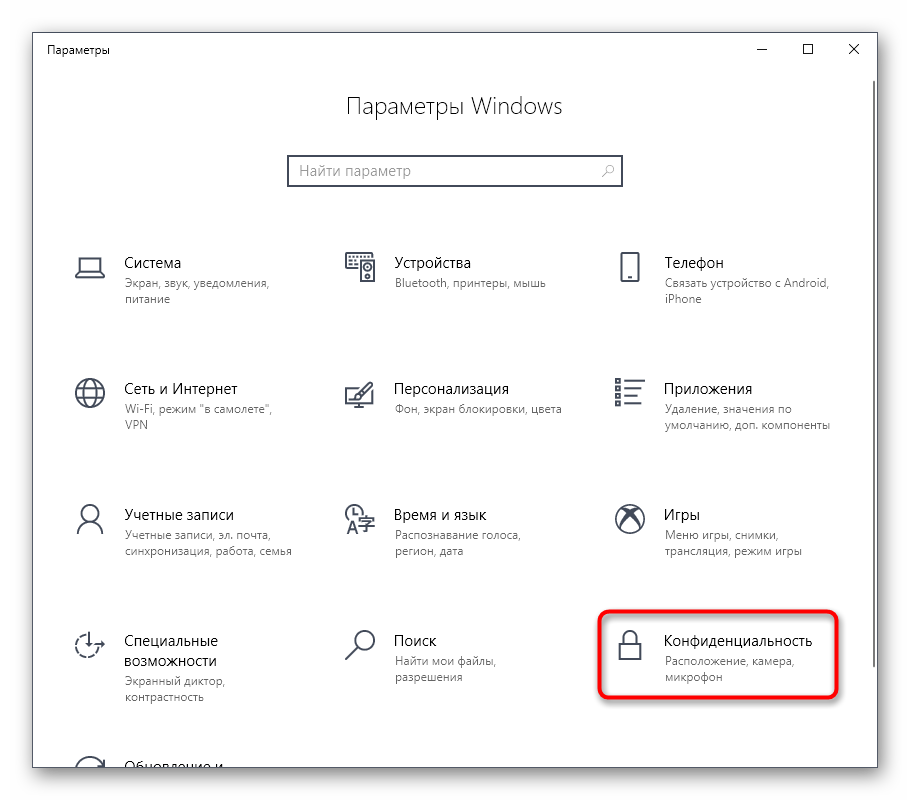 Параметры
Параметры Windows
Найти параметр
Система
Экран, звук, уведомления,
питание
Устройства
Bluetooth, принтеры, мышь
Телефон
Связать устройство с Android,
iPhone
Сеть и Интернет
Wi-Fi, режим "в самолете",
VPN
Персонализация
Фон, экран блокировки, цвета
Приложения
Удаление, значения по
умолчанию, доп. компоненты
Учетные записи
Учетные записи, эл. почта,
синхронизация, работа, семья
Время и язык
Распознавание голоса,
регион, дата
Игры
Меню игры, снимки,
трансляция, режим игры
Специальные
возможности
Экранный диктор,
контрастность
Поиск
Найти мои файлы,
разрешения
Конфиденциальность
Расположение, камера,
микрофон
Обновление и